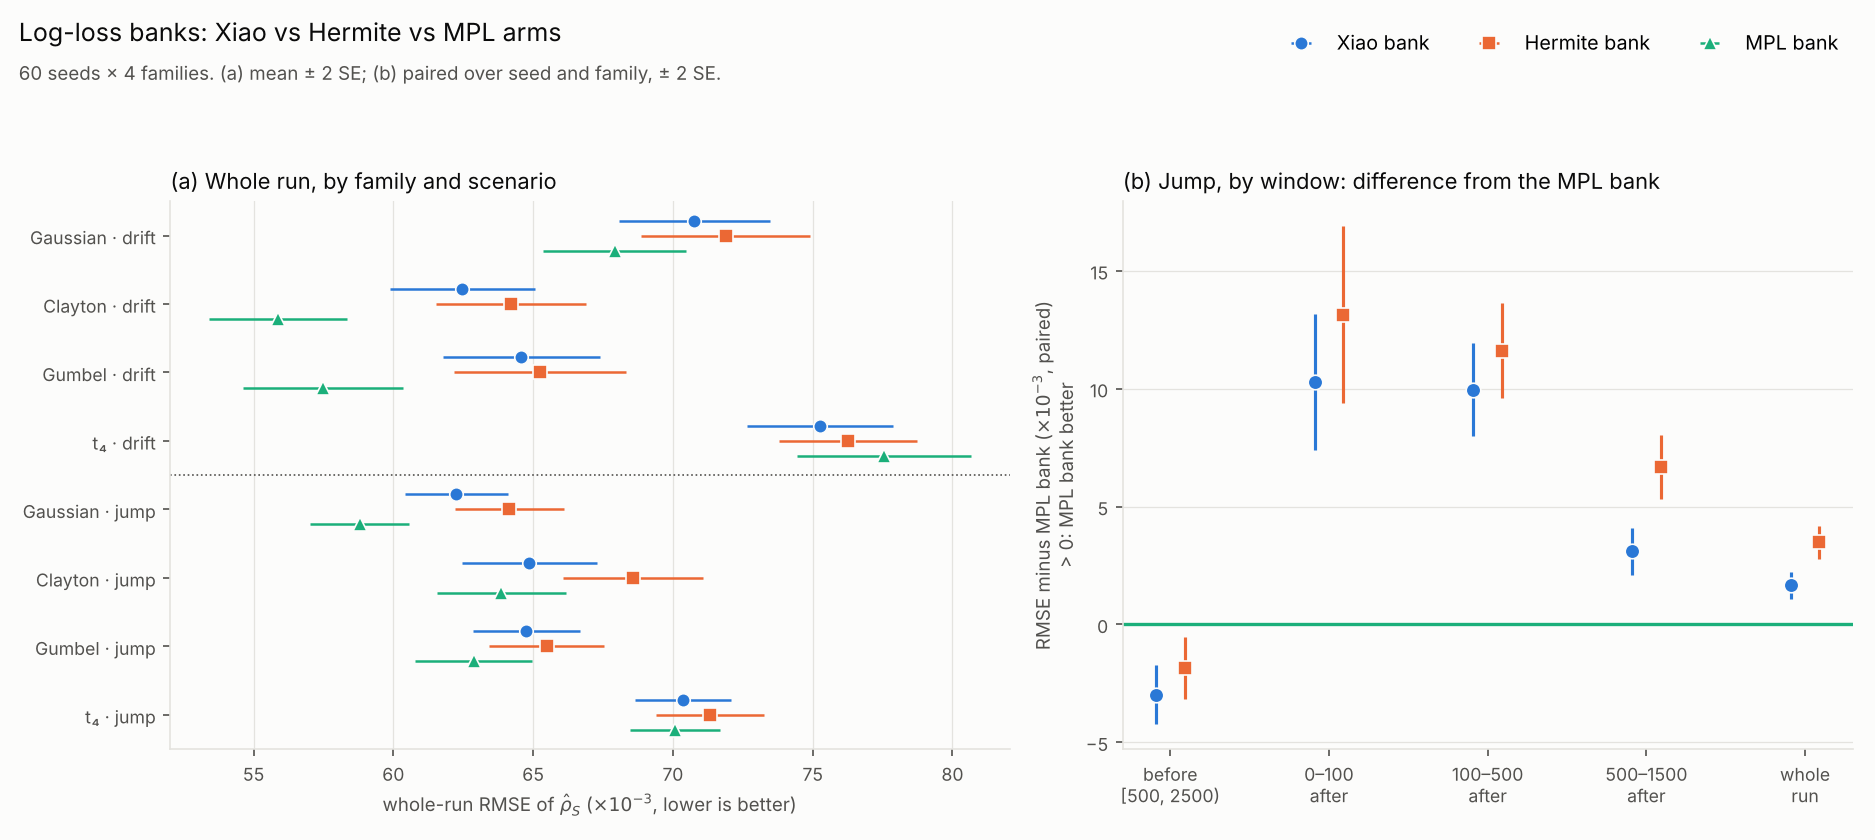 Log-loss banks: Xiao vs Hermite vs MPL arms
60 seeds × 4 families. (a) mean ± 2 SE; (b) paired over seed and family, ± 2 SE.
Xiao bank
Hermite bank
MPL bank
(a) Whole run, by family and scenario
Gaussian · drift
Clayton · drift
Gumbel · drift
t₄ · drift
Gaussian · jump
Clayton · jump
Gumbel · jump
t₄ · jump
55 60 65 70 75 80
whole-run RMSE of ρ̂_S (×10⁻³, lower is better)
(b) Jump, by window: difference from the MPL bank
RMSE minus MPL bank (×10⁻³, paired)
> 0: MPL bank better
15
10
5
0
−5
before 0–100 100–500 500–1500 whole
[500, 2500) after after after run